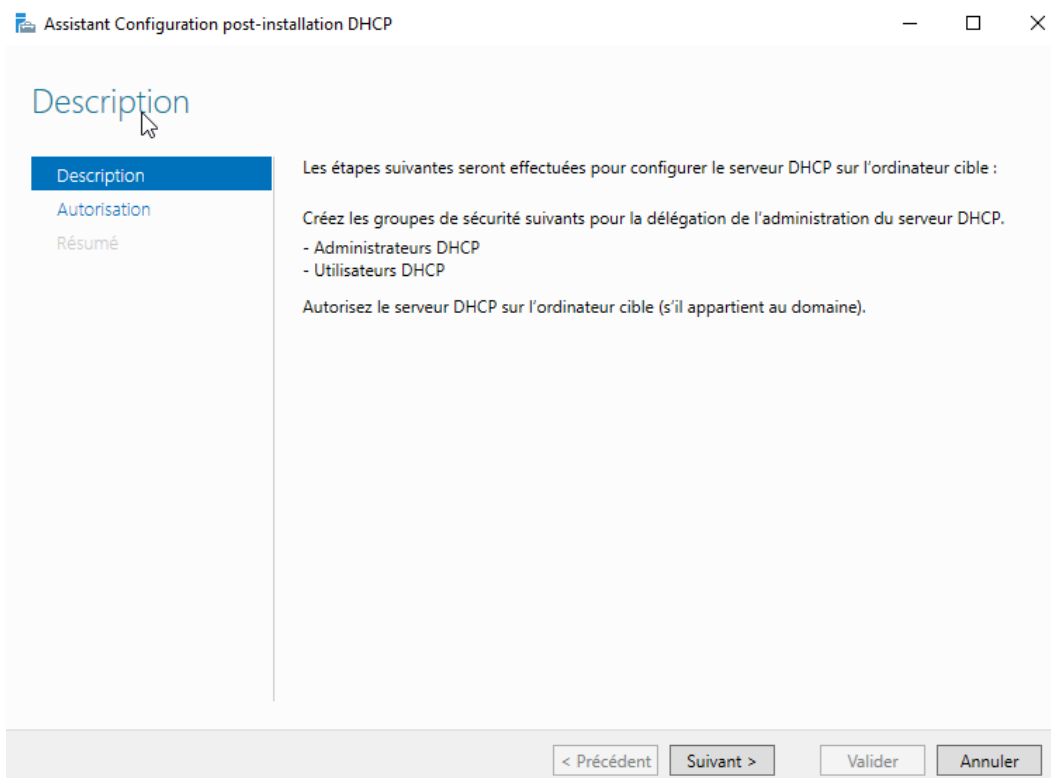 Assistant Configuration post-installation DHCP
Description
Description
Autorisation
Résumé
Les étapes suivantes seront effectuées pour configurer le serveur DHCP sur l’ordinateur cible :
Créez les groupes de sécurité suivants pour la délégation de l’administration du serveur DHCP.
- Administrateurs DHCP
- Utilisateurs DHCP
Autorisez le serveur DHCP sur l’ordinateur cible (s’il appartient au domaine).
< Précédent
Suivant >
Valider
Annuler